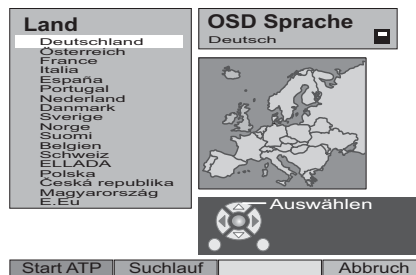 Land
Deutschland
Österreich
France
Italia
España
Portugal
Nederland
Danmark
Sverige
Norge
Suomi
Belgien
Schweiz
ELLADA
Polska
Česká republika
Magyarország
E.Eu
OSD Sprache
Deutsch
Auswählen
Start ATP
Suchlauf
Abbruch